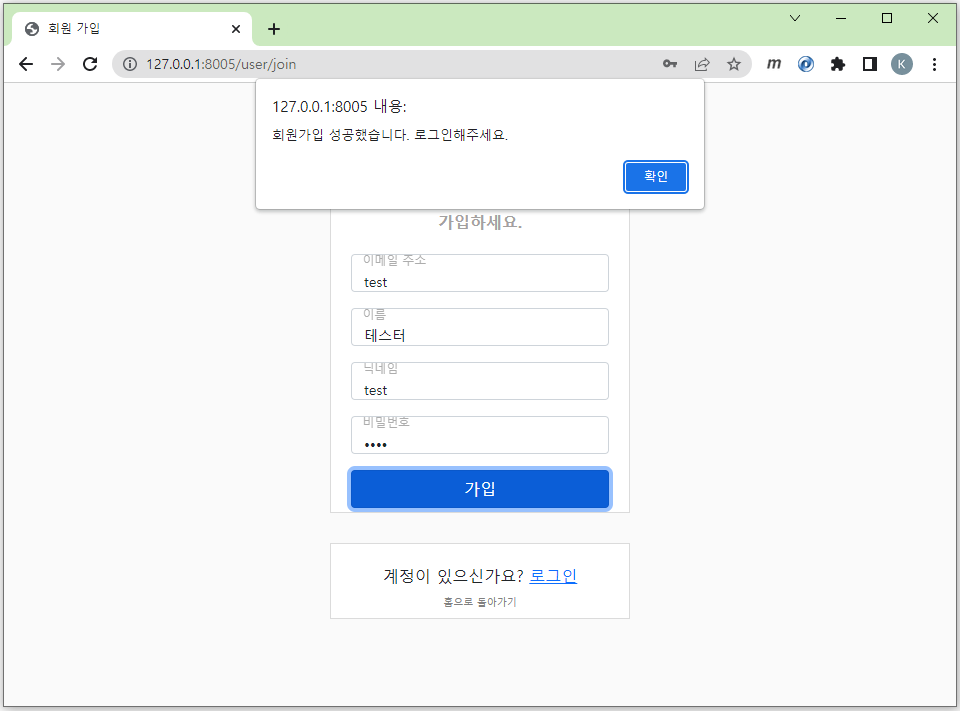 회원 가입
127.0.0.1:8005/user/join
m
K
127.0.0.1:8005 내용:
회원가입 성공했습니다. 로그인해주세요.
확인
가입하세요.
이메일 주소
test
이름
테스터
닉네임
test
비밀번호
••••
가입
계정이 있으신가요? 로그인
홈으로 돌아가기